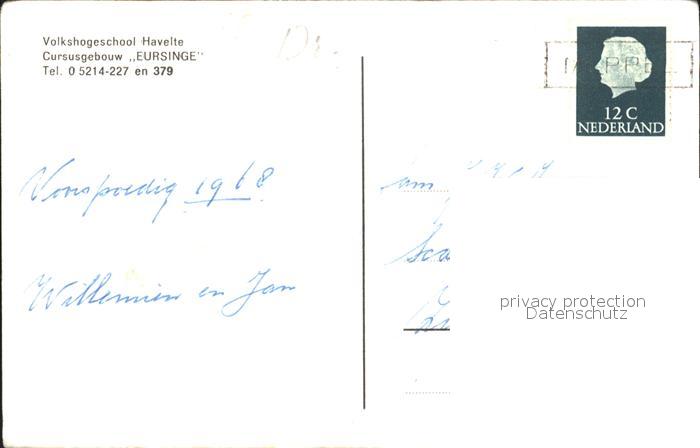 Volkshogeschool Havelte
Cursusgebouw ,,EURSINGE"
Tel. 0 5214-227 en 379
12 C
NEDERLAND
Voorspoedig 1968
Willemien en Jan
privacy protection
Datenschutz